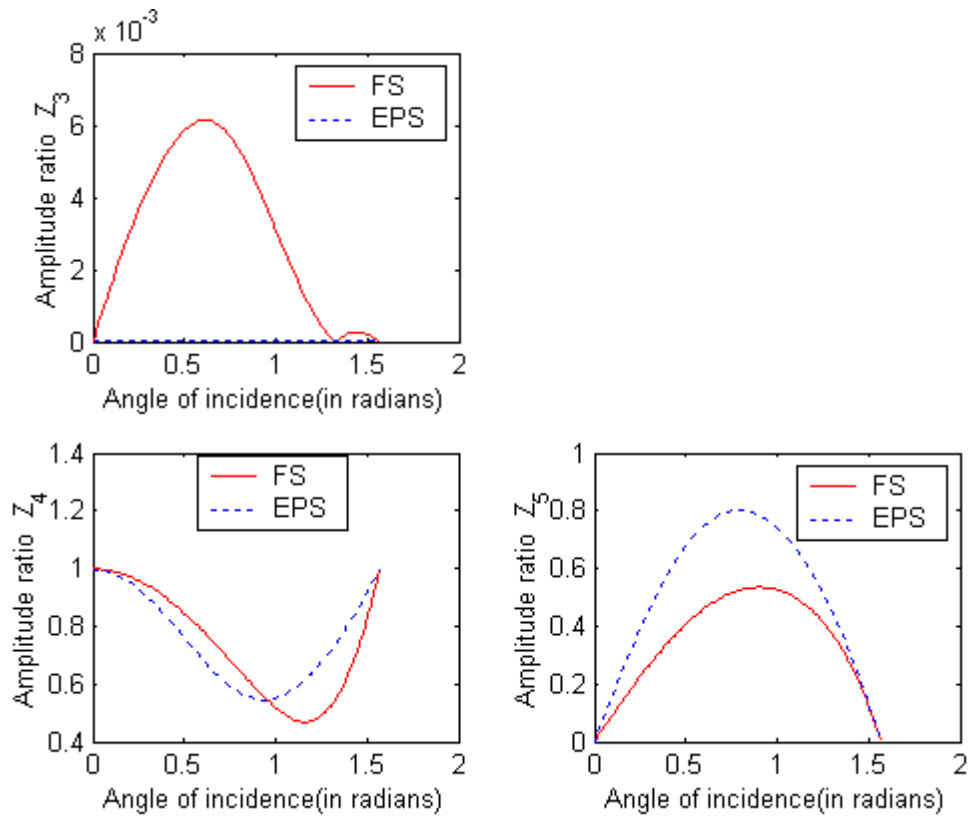 x 10^-3
8
6
4
2
0
Amplitude ratio Z_3
FS
EPS
0 0.5 1 1.5 2
Angle of incidence(in radians)
1.4
1.2
1
0.8
0.6
0.4
Amplitude ratio Z_4
FS
EPS
0 0.5 1 1.5 2
Angle of incidence(in radians)
1
0.8
0.6
0.4
0.2
0
Amplitude ratio Z_5
FS
EPS
0 0.5 1 1.5 2
Angle of incidence(in radians)